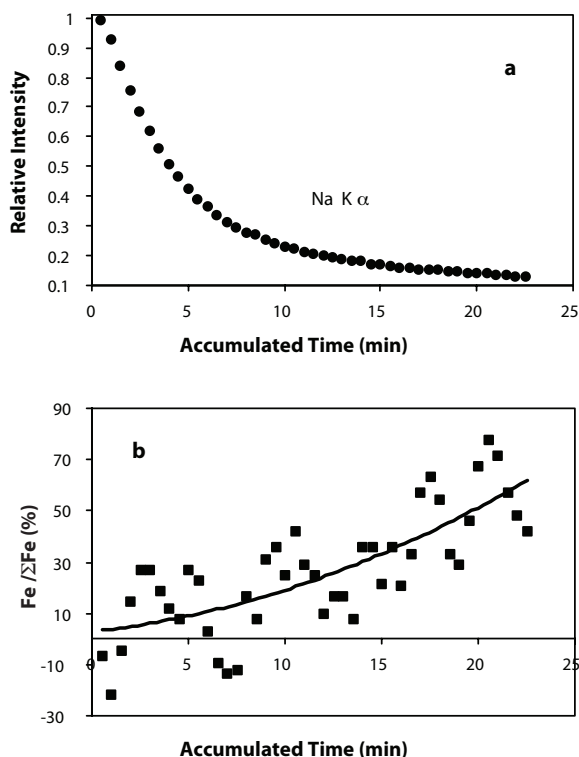 1
0.9
0.8
0.7
0.6
0.5
0.4
0.3
0.2
0.1
Relative Intensity
a
Na K α
0 5 10 15 20 25
Accumulated Time (min)
90
70
50
30
10
-10
-30
Fe /ΣFe (%)
b
0 5 10 15 20 25
Accumulated Time (min)